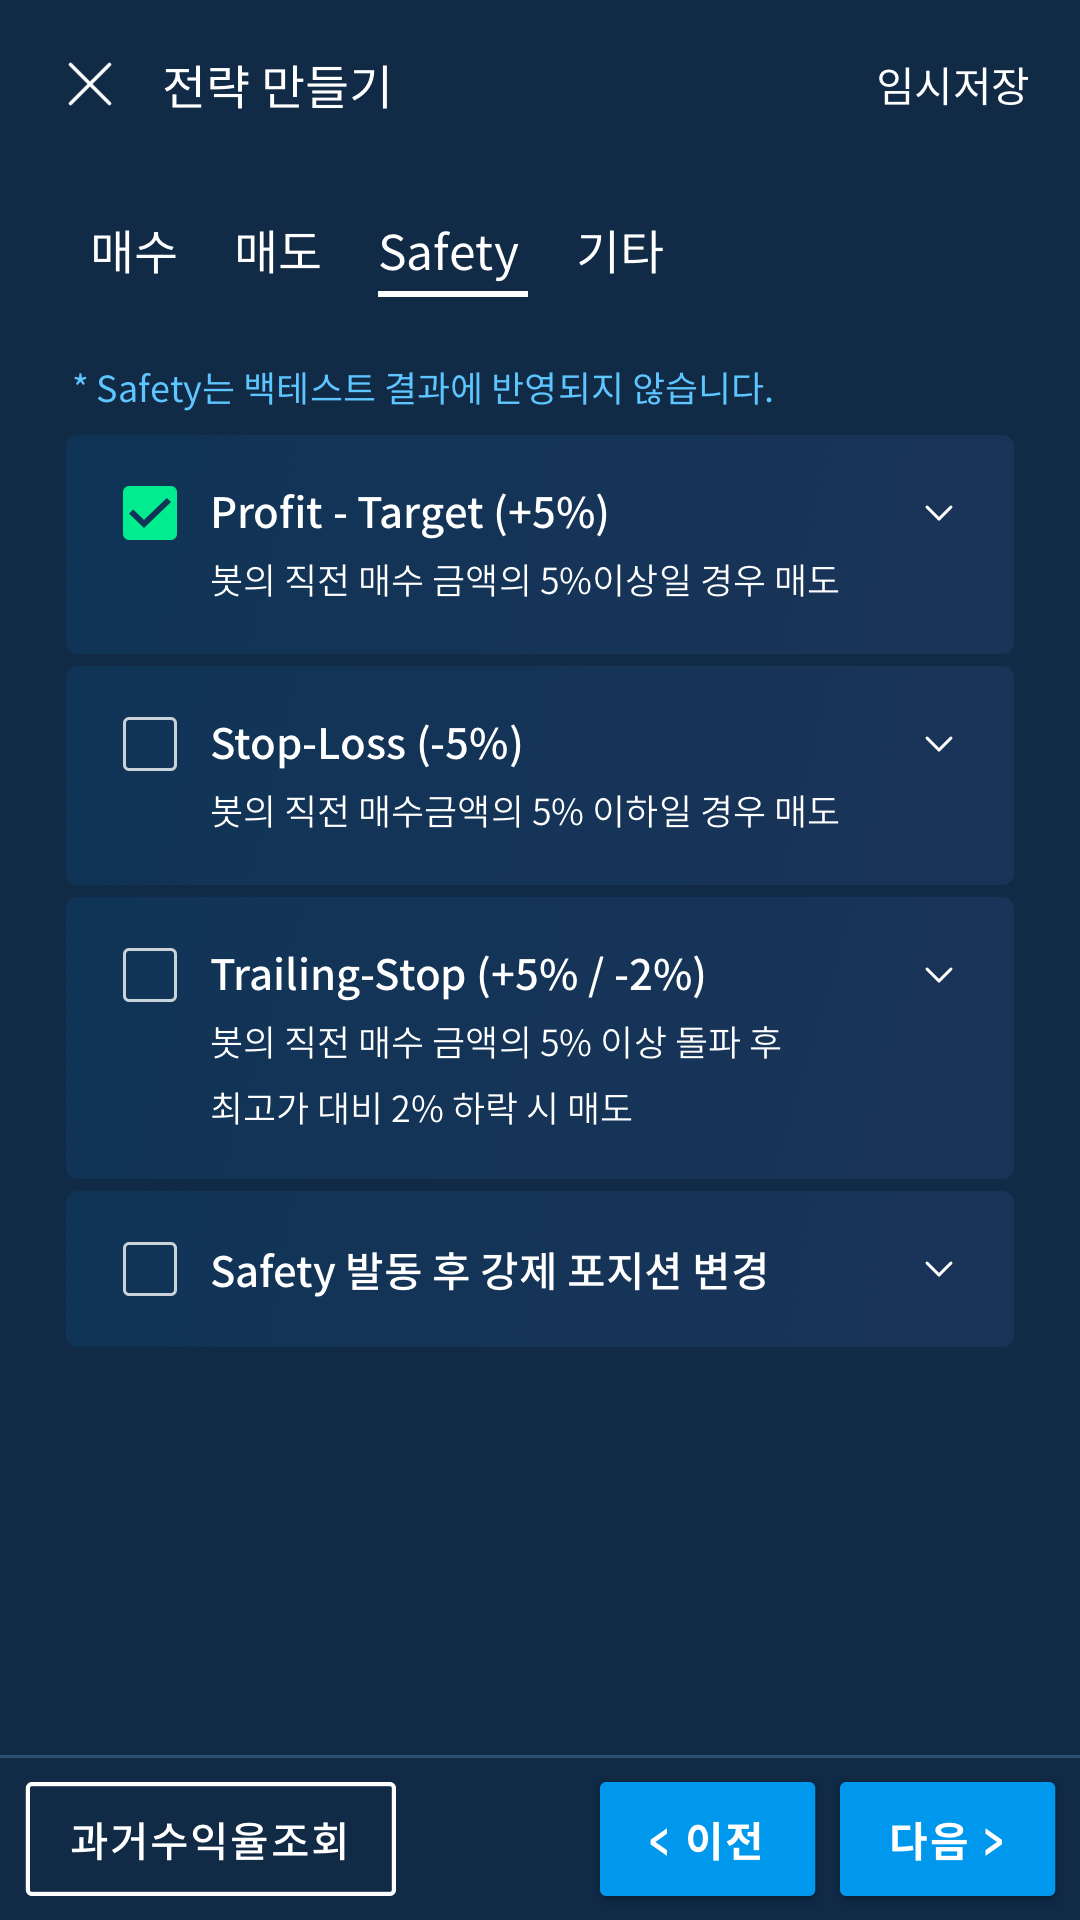 전략 만들기
임시저장
매수 매도 Safety 기타
* Safety는 백테스트 결과에 반영되지 않습니다.
Profit - Target (+5%)
봇의 직전 매수 금액의 5%이상일 경우 매도
Stop-Loss (-5%)
봇의 직전 매수금액의 5% 이하일 경우 매도
Trailing-Stop (+5% / -2%)
봇의 직전 매수 금액의 5% 이상 돌파 후
최고가 대비 2% 하락 시 매도
Safety 발동 후 강제 포지션 변경
과거수익율조회
< 이전
다음 >